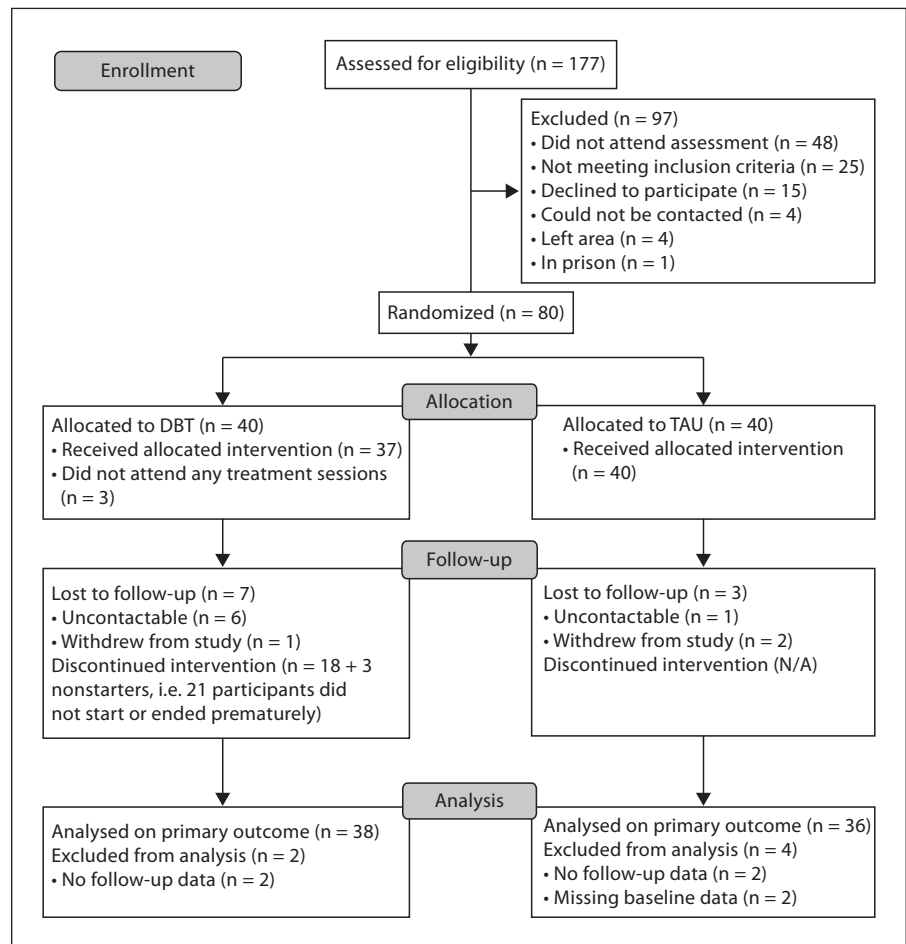 Enrollment
Assessed for eligibility (n = 177)
Excluded (n = 97)
• Did not attend assessment (n = 48)
• Not meeting inclusion criteria (n = 25)
• Declined to participate (n = 15)
• Could not be contacted (n = 4)
• Left area (n = 4)
• In prison (n = 1)
Randomized (n = 80)
Allocation
Allocated to DBT (n = 40)
• Received allocated intervention (n = 37)
• Did not attend any treatment sessions
(n = 3)
Allocated to TAU (n = 40)
• Received allocated intervention
(n = 40)
Follow-up
Lost to follow-up (n = 7)
• Uncontactable (n = 6)
• Withdrew from study (n = 1)
Discontinued intervention (n = 18 + 3
nonstarters, i.e. 21 participants did
not start or ended prematurely)
Lost to follow-up (n = 3)
• Uncontactable (n = 1)
• Withdrew from study (n = 2)
Discontinued intervention (N/A)
Analysis
Analysed on primary outcome (n = 38)
Excluded from analysis (n = 2)
• No follow-up data (n = 2)
Analysed on primary outcome (n = 36)
Excluded from analysis (n = 4)
• No follow-up data (n = 2)
• Missing baseline data (n = 2)